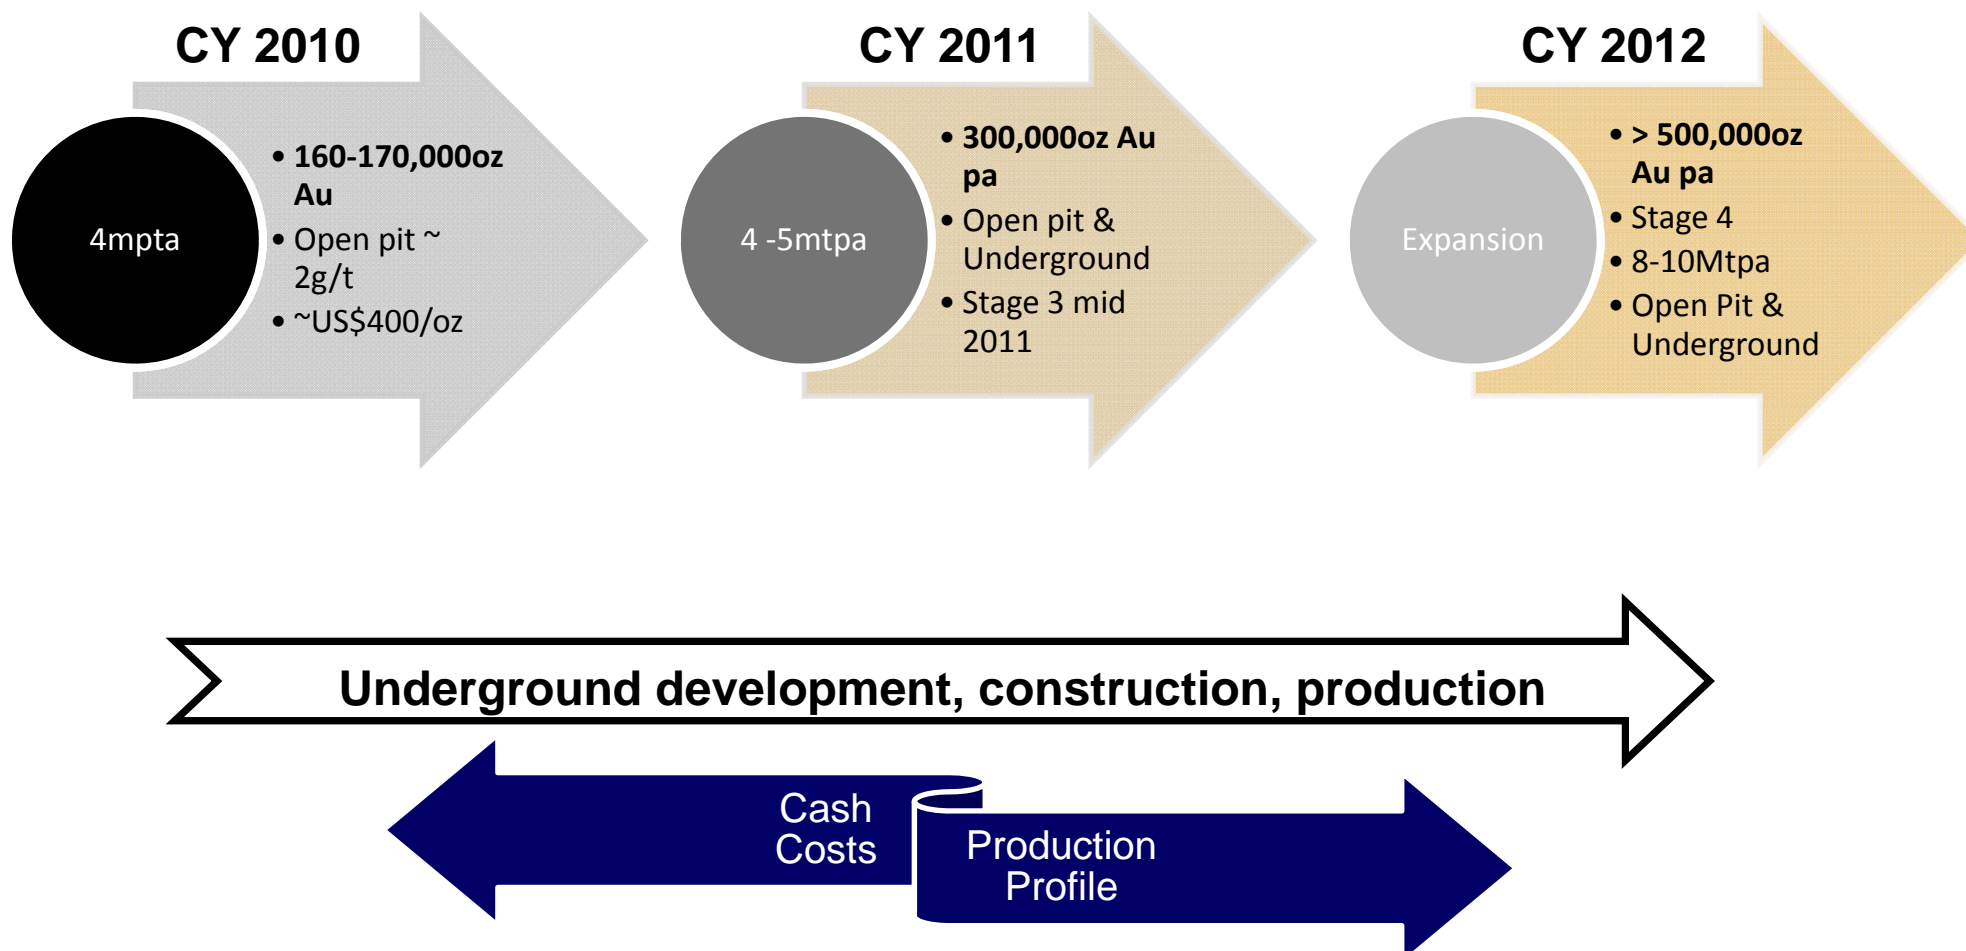 CY 2010
4mpta
• 160-170,000oz
Au
• Open pit ~
2g/t
• ~US$400/oz
CY 2011
4 -5mtpa
• 300,000oz Au
pa
• Open pit &
Underground
• Stage 3 mid
2011
CY 2012
Expansion
• > 500,000oz
Au pa
• Stage 4
• 8-10Mtpa
• Open Pit &
Underground
Underground development, construction, production
Cash
Costs
Production
Profile